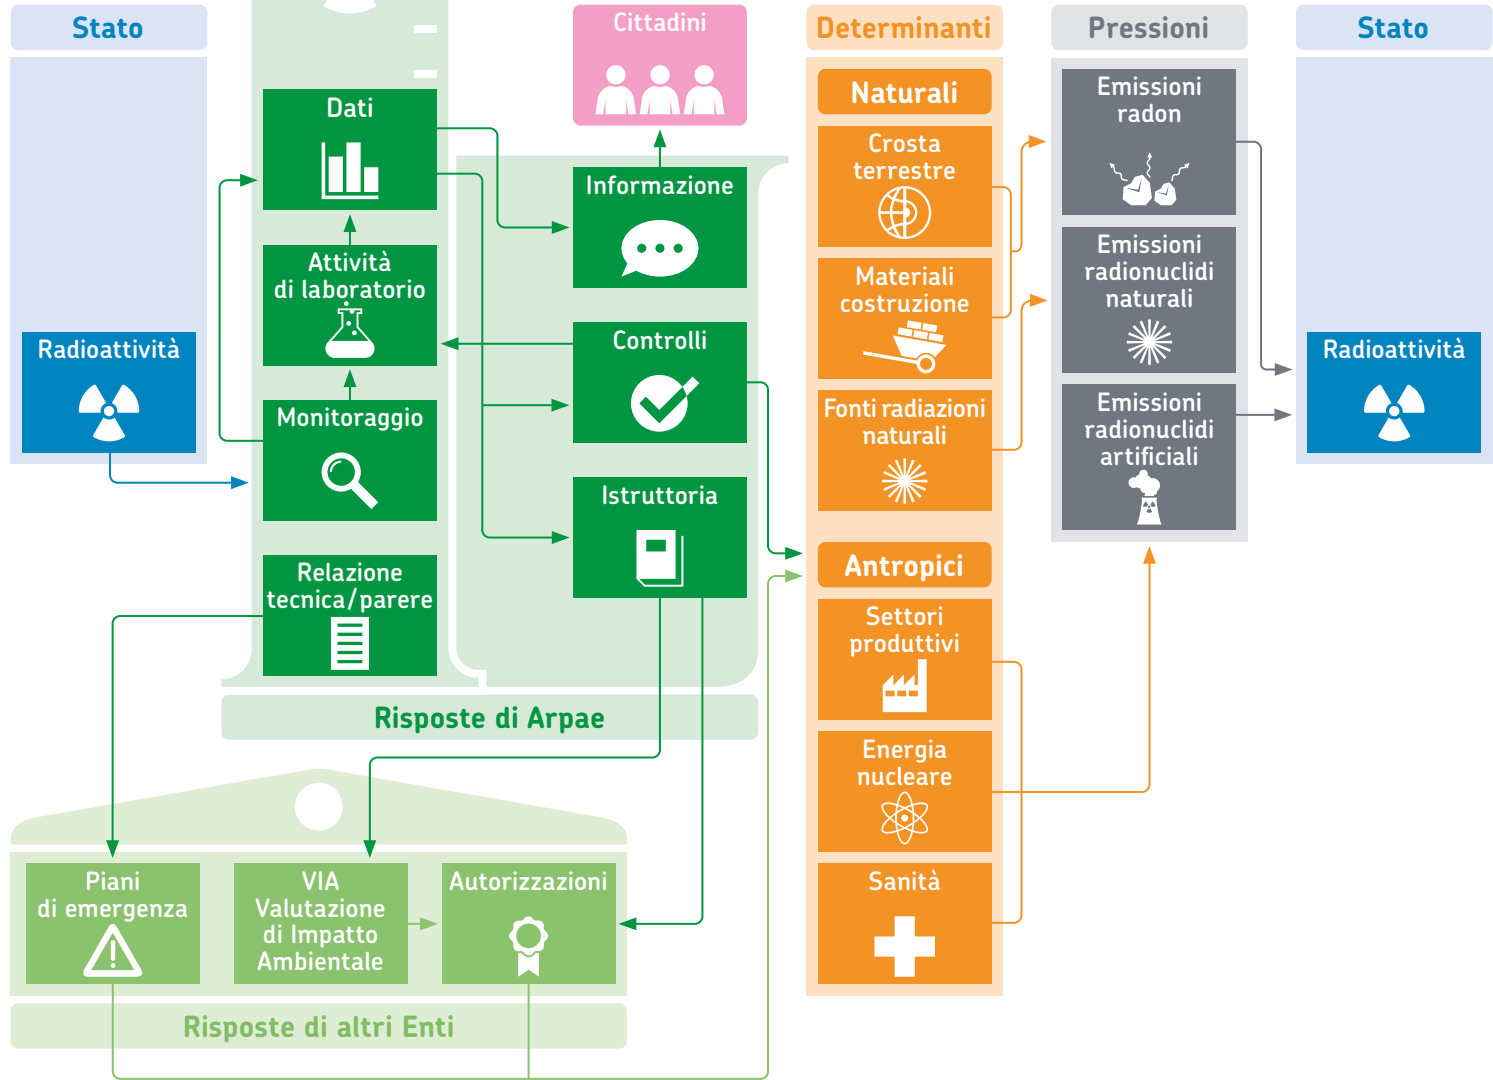 Stato
Radioattività
Dati
Attività
di laboratorio
Monitoraggio
Relazione
tecnica/parere
Cittadini
Informazione
Controlli
Istruttoria
Risposte di Arpae
Piani
di emergenza
VIA
Valutazione
di Impatto
Ambientale
Autorizzazioni
Risposte di altri Enti
Determinanti
Naturali
Crosta
terrestre
Materiali
costruzione
Fonti radiazioni
naturali
Antropici
Settori
produttivi
Energia
nucleare
Sanità
Pressioni
Emissioni
radon
Emissioni
radionuclidi
naturali
Emissioni
radionuclidi
artificiali
Stato
Radioattività